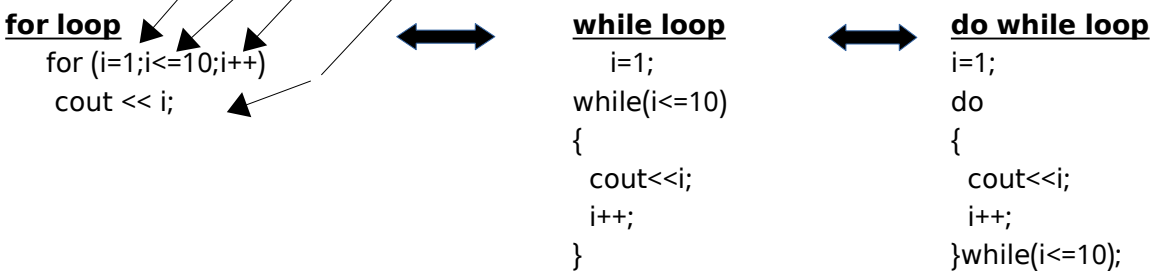 for loop
for (i=1;i<=10;i++)
cout << i;
while loop
i=1;
while(i<=10)
{
cout<<i;
i++;
}
do while loop
i=1;
do
{
cout<<i;
i++;
}while(i<=10);